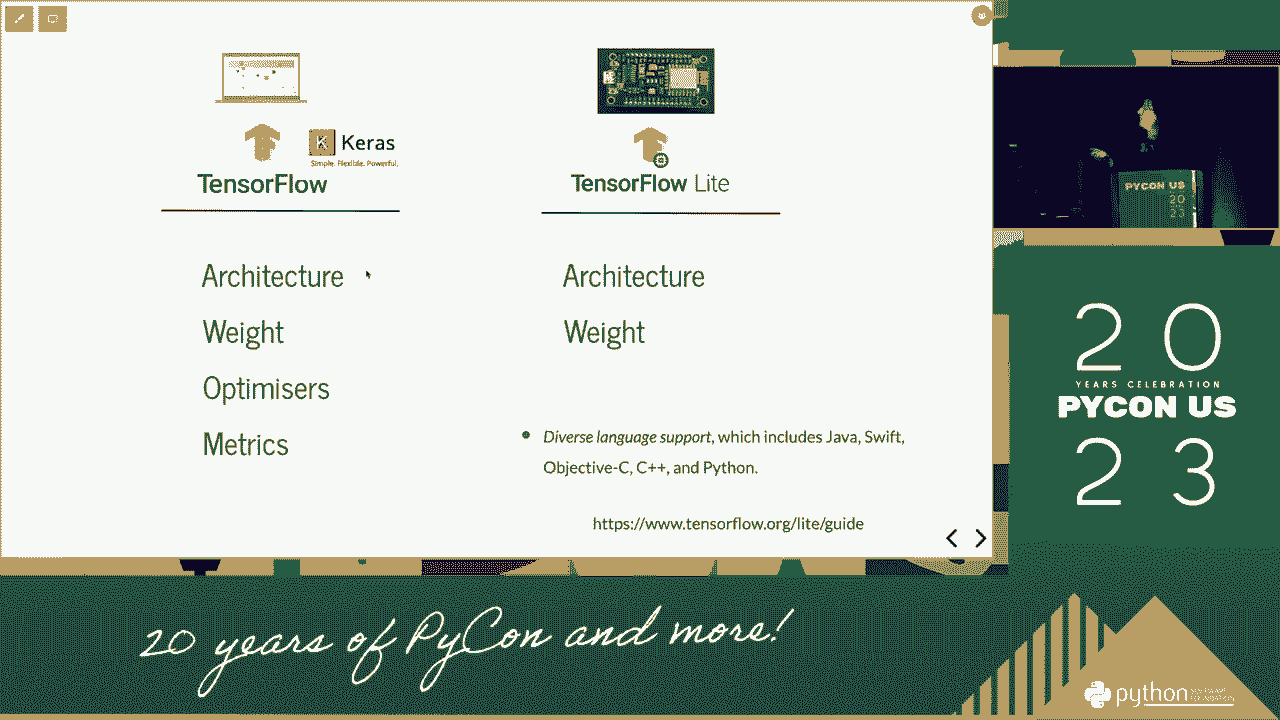 K Keras
Simple. Flexible. Powerful.
TensorFlow
TensorFlow Lite
Architecture
Weight
Optimisers
Metrics
Architecture
Weight
Diverse language support, which includes Java, Swift,
Objective-C, C++, and Python.
https://www.tensorflow.org/lite/guide
PYCON US
20
23
20
YEARS CELEBRATION
PYCON US
23
20 years of PyCon and more!
python